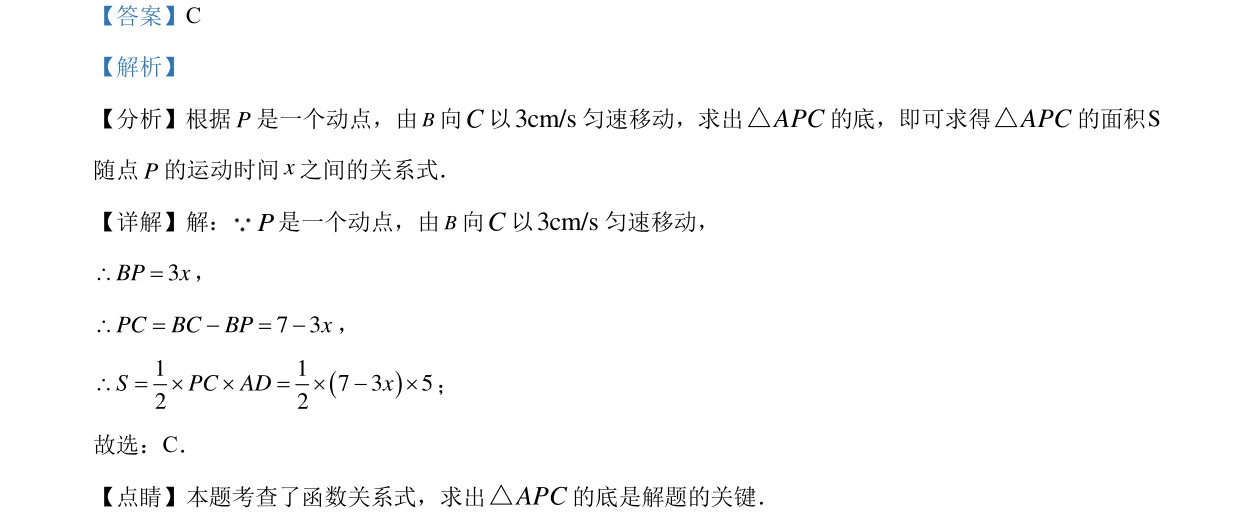 【答案】C
【解析】
【分析】根据 P 是一个动点，由 B 向 C 以 3cm/s 匀速移动，求出 △APC 的底，即可求得 △APC 的面积S
随点 P 的运动时间 x 之间的关系式．
【详解】解：∵ P 是一个动点，由 B 向 C 以 3cm/s 匀速移动，
∴ BP = 3x，
∴ PC = BC − BP = 7 − 3x，
∴ S = 1/2 × PC × AD = 1/2 × (7 − 3x) × 5；
故选：C．
【点睛】本题考查了函数关系式，求出 △APC 的底是解题的关键．